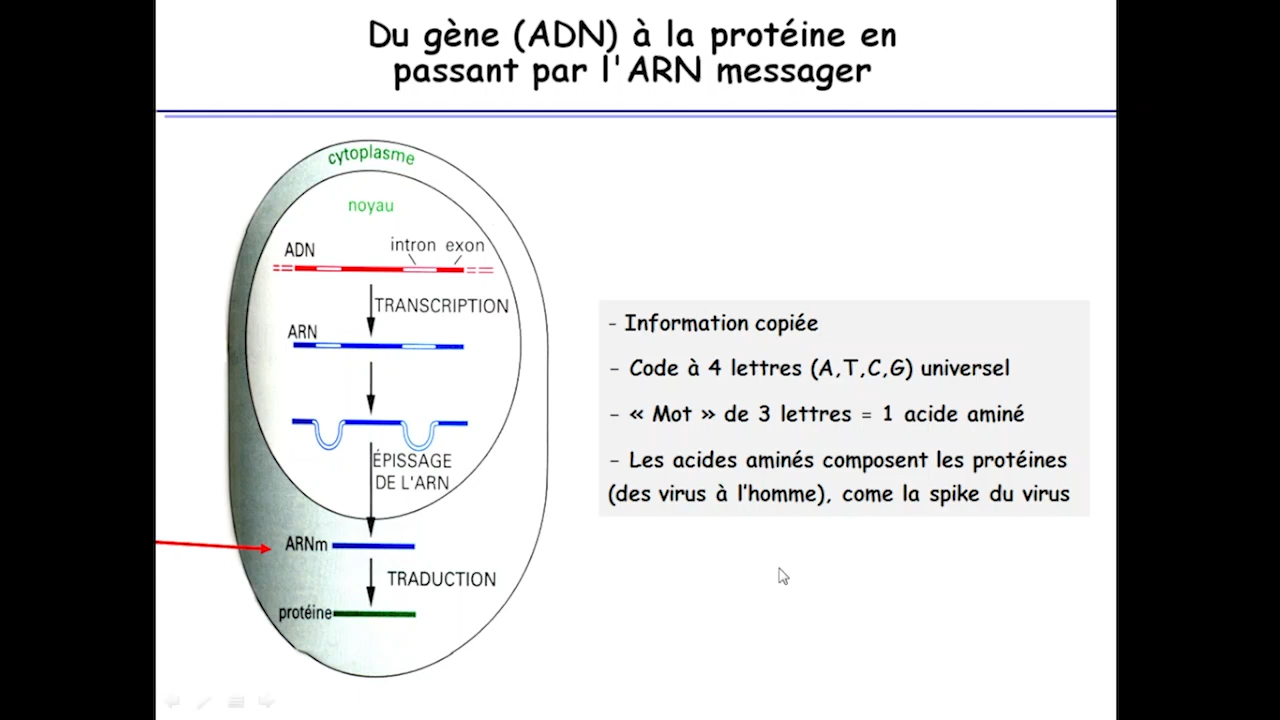 Du gène (ADN) à la protéine en
passant par l'ARN messager
cytoplasme
noyau
ADN
intron exon
TRANSCRIPTION
ARN
ÉPISSAGE
DE L'ARN
ARNm
TRADUCTION
protéine
- Information copiée
- Code à 4 lettres (A,T,C,G) universel
- « Mot » de 3 lettres = 1 acide aminé
- Les acides aminés composent les protéines
(des virus à l'homme), come la spike du virus